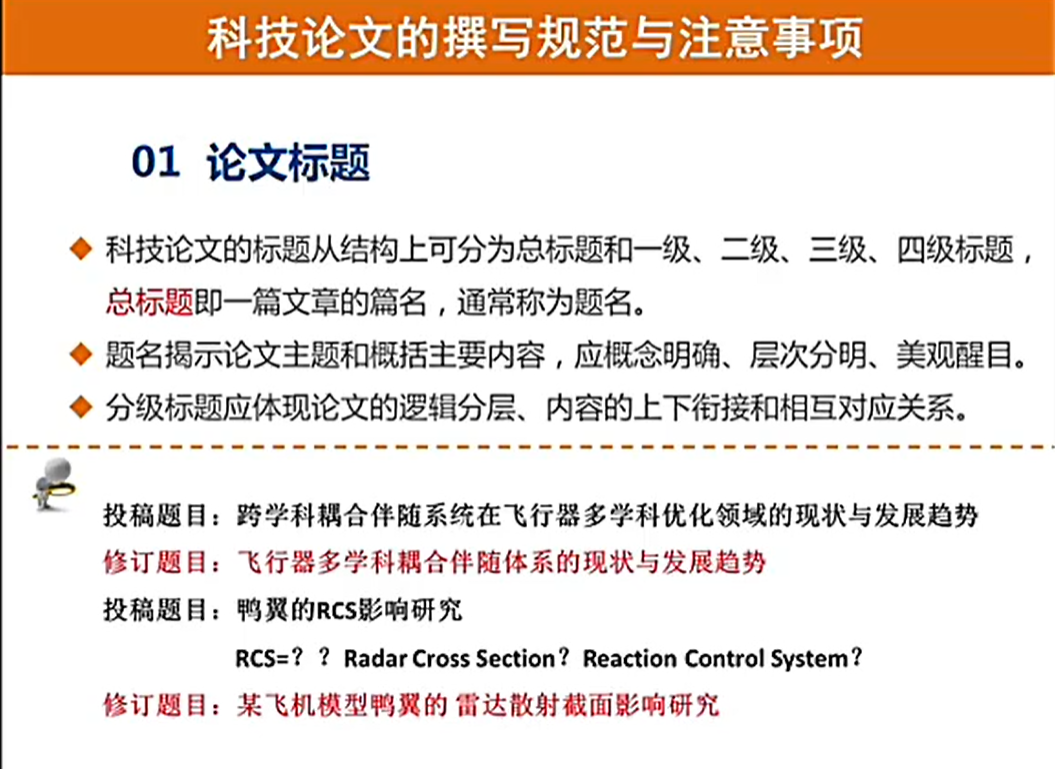 科技论文的撰写规范与注意事项
01 论文标题
科技论文的标题从结构上可分为总标题和一级、二级、三级、四级标题，
总标题即一篇文章的篇名，通常称为题名。
题名揭示论文主题和概括主要内容，应概念明确、层次分明、美观醒目。
分级标题应体现论文的逻辑分层、内容的上下衔接和相互对应关系。
投稿题目：跨学科耦合伴随系统在飞行器多学科优化领域的现状与发展趋势
修订题目：飞行器多学科耦合伴随体系的现状与发展趋势
投稿题目：鸭翼的RCS影响研究
RCS=？？Radar Cross Section？Reaction Control System？
修订题目：某飞机模型鸭翼的 雷达散射截面影响研究